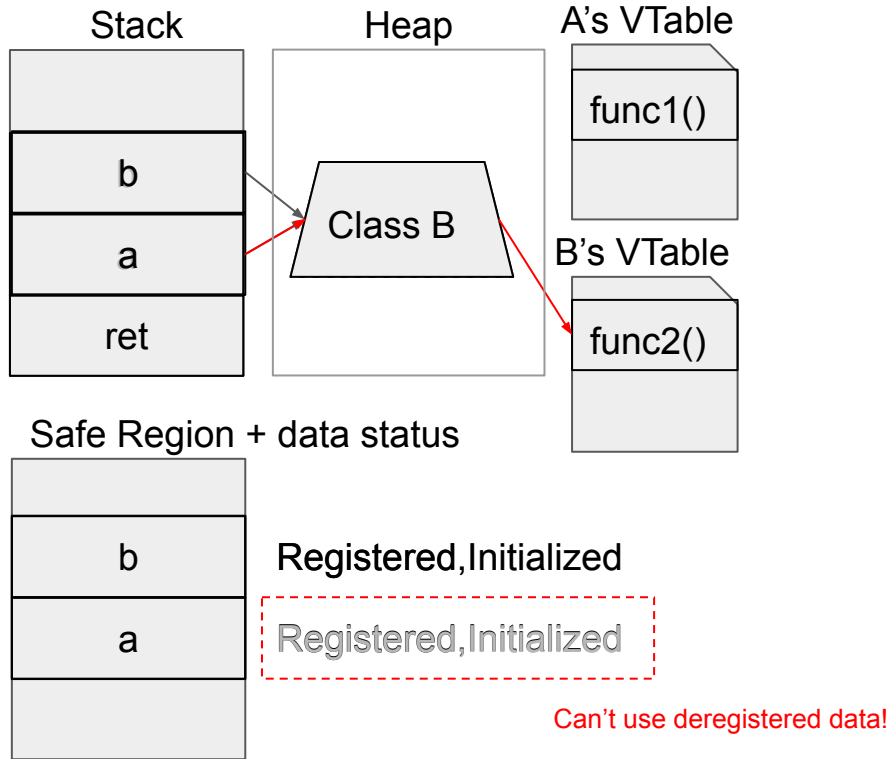 Stack
Heap
A's VTable
func1()
b
Class B
a
B's VTable
ret
func2()
Safe Region + data status
b
Registered,Initialized
a
Registered,Initialized
Can't use deregistered data!